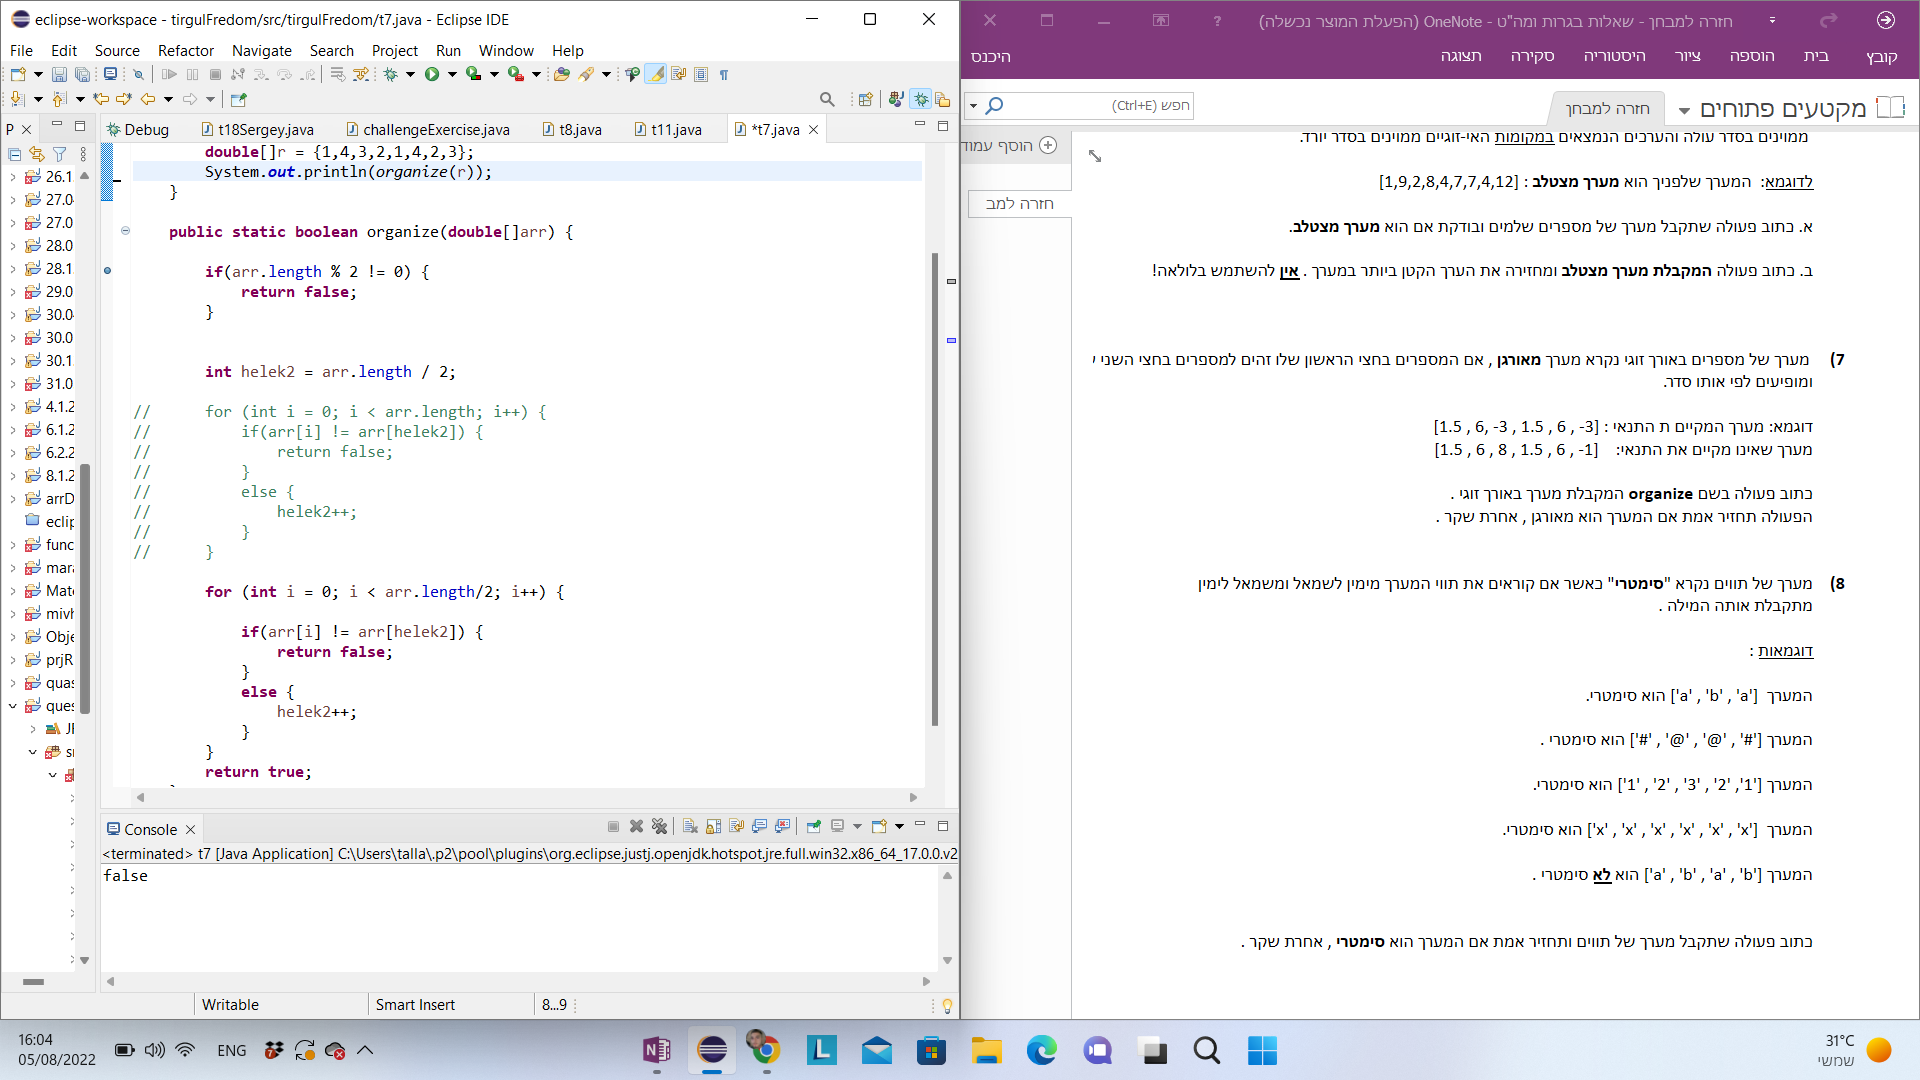 eclipse-workspace - tirgulFredom/src/tirgulFredom/t7.java - Eclipse IDE
File Edit Source Refactor Navigate Search Project Run Window Help
P
Debug t18Sergey.java challengeExercise.java t8.java t11.java *t7.java
26.1
27.0
27.0
28.0
28.1
29.0
30.0
30.0
30.1
31.0
4.1.2
6.1.2
6.2.2
8.1.2
arrD
eclip
func
mara
Mate
mivh
Obje
prjR
quas
ques
double[]r = {1,4,3,2,1,4,2,3};
System.out.println(organize(r));
}
public static boolean organize(double[]arr) {
if(arr.length % 2 != 0) {
return false;
}
int helek2 = arr.length / 2;
// for (int i = 0; i < arr.length; i++) {
// if(arr[i] != arr[helek2]) {
// return false;
// }
// else {
// helek2++;
// }
// }
for (int i = 0; i < arr.length/2; i++) {
if(arr[i] != arr[helek2]) {
return false;
}
else {
helek2++;
}
}
return true;
Console
<terminated> t7 [Java Application] C:\Users\talla\.p2\pool\plugins\org.eclipse.justj.openjdk.hotspot.jre.full.win32.x86_64_17.0.0.v2
false
Writable Smart Insert 8...9
חזרה למבחן - שאלות בגרות ומה"ט - OneNote (הפעלת המוצר נכשלה)
קובץ בית הוספה ציור היסטוריה סקירה תצוגה היכנס
מקטעים פתוחים חזרה למבחן חפש (Ctrl+E)
הוסף עמוד
חזרה למב
ממוינים בסדר עולה והערכים הנמצאים במקומות האי-זוגיים ממוינים בסדר יורד.
לדוגמא: המערך שלפניך הוא מערך מצטלב : [1,9,2,8,4,7,7,4,12]
א. כתוב פעולה שתקבל מערך של מספרים שלמים ובודקת אם הוא מערך מצטלב.
ב. כתוב פעולה המקבלת מערך מצטלב ומחזירה את הערך הקטן ביותר במערך . אין להשתמש בלולאה!
7) מערך של מספרים באורך זוגי נקרא מערך מאורגן , אם המספרים בחצי הראשון שלו זהים למספרים בחצי השני
ומופיעים לפי אותו סדר.
דוגמא: מערך המקיים ת התנאי : [1.5 , 6, -3 , 1.5 , 6 , -3]
מערך שאינו מקיים את התנאי: [1.5 , 6 , 8 , 1.5 , 6 , -1]
כתוב פעולה בשם organize המקבלת מערך באורך זוגי .
הפעולה תחזיר אמת אם המערך הוא מאורגן , אחרת שקר .
8) מערך של תווים נקרא "סימטרי" כאשר אם קוראים את תווי המערך מימין לשמאל ומשמאל לימין
מתקבלת אותה המילה .
דוגמאות :
המערך ['a' , 'b' , 'a'] הוא סימטרי.
המערך ['#' , '@' , '@' , '#'] הוא סימטרי .
המערך ['1' , '2' , '3' , '2' ,'1'] הוא סימטרי.
המערך ['x' , 'x' , 'x' , 'x' , 'x' , 'x'] הוא סימטרי.
המערך ['a' , 'b' , 'a' , 'b'] הוא לא סימטרי .
כתוב פעולה שתקבל מערך של תווים ותחזיר אמת אם המערך הוא סימטרי , אחרת שקר .
16:04
05/08/2022
ENG
31°C
שמשי